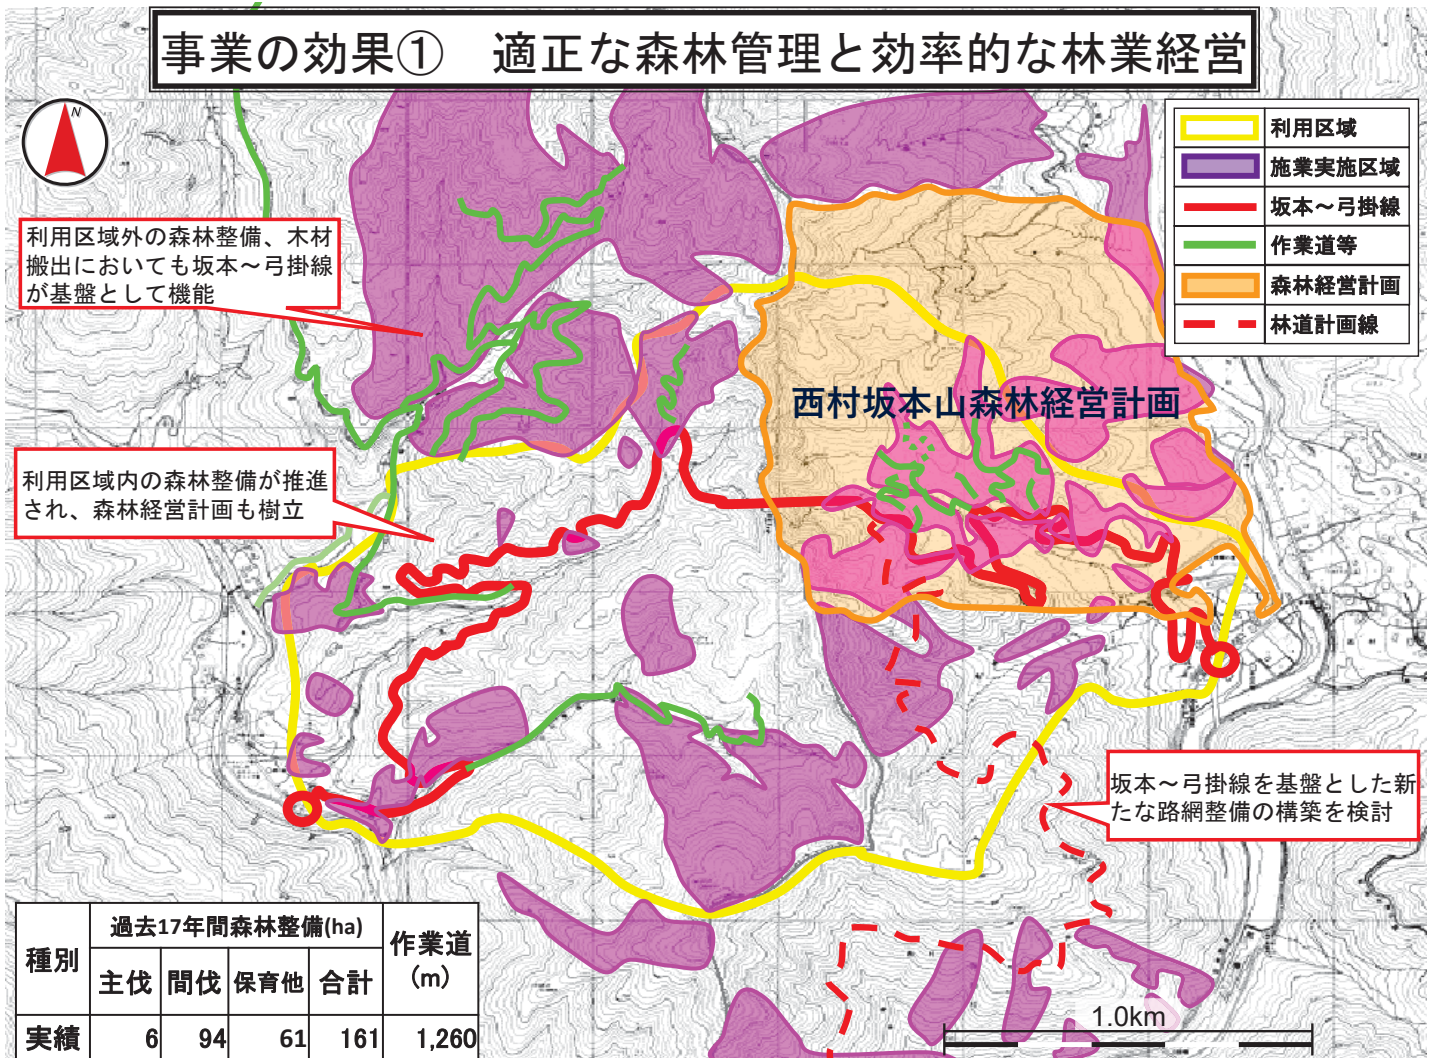 事業の効果①　適正な森林管理と効率的な林業経営
N
利用区域
施業実施区域
坂本～弓掛線
作業道等
森林経営計画
林道計画線
利用区域外の森林整備、木材
搬出においても坂本～弓掛線
が基盤として機能
西村坂本山森林経営計画
利用区域内の森林整備が推進
され、森林経営計画も樹立
坂本～弓掛線を基盤とした新
たな路網整備の構築を検討
種別 過去17年間森林整備(ha) 作業道(m)
主伐 間伐 保育他 合計
実績 6 94 61 161 1,260
1.0km